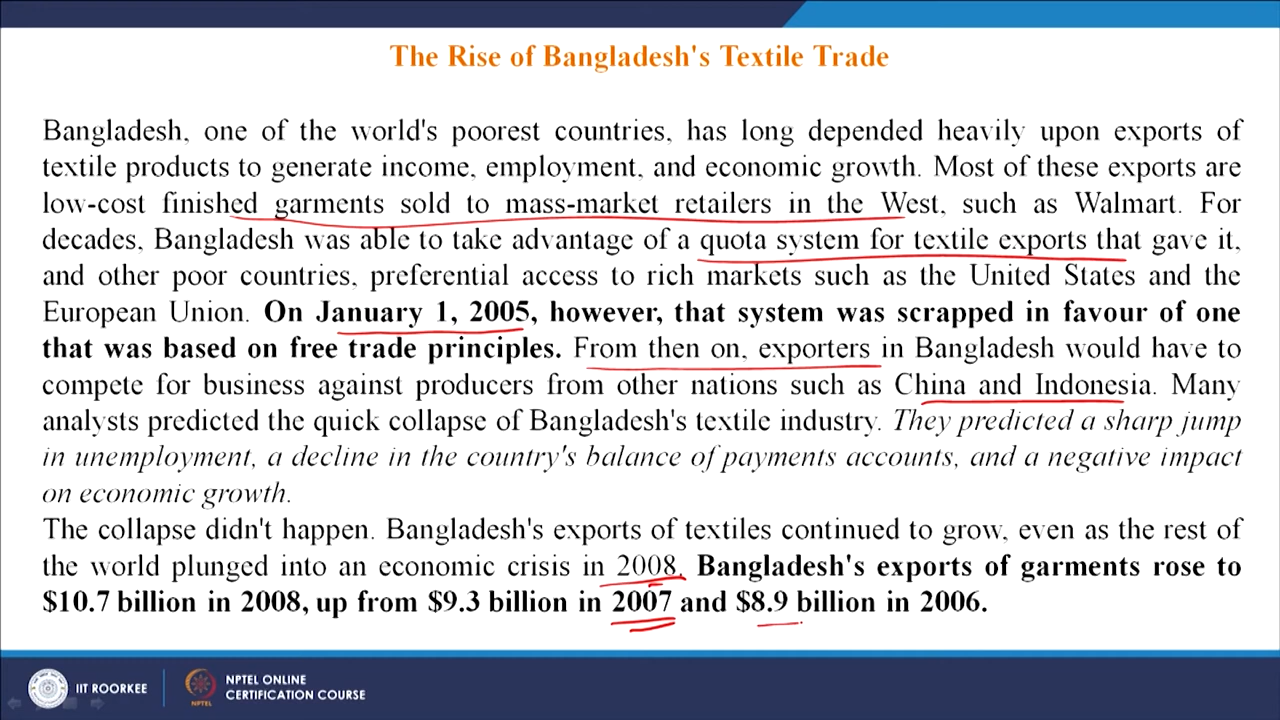 The Rise of Bangladesh's Textile Trade
Bangladesh, one of the world's poorest countries, has long depended heavily upon exports of
textile products to generate income, employment, and economic growth. Most of these exports are
low-cost finished garments sold to mass-market retailers in the West, such as Walmart. For
decades, Bangladesh was able to take advantage of a quota system for textile exports that gave it,
and other poor countries, preferential access to rich markets such as the United States and the
European Union. On January 1, 2005, however, that system was scrapped in favour of one
that was based on free trade principles. From then on, exporters in Bangladesh would have to
compete for business against producers from other nations such as China and Indonesia. Many
analysts predicted the quick collapse of Bangladesh's textile industry. They predicted a sharp jump
in unemployment, a decline in the country's balance of payments accounts, and a negative impact
on economic growth.
The collapse didn't happen. Bangladesh's exports of textiles continued to grow, even as the rest of
the world plunged into an economic crisis in 2008. Bangladesh's exports of garments rose to
$10.7 billion in 2008, up from $9.3 billion in 2007 and $8.9 billion in 2006.
IIT ROORKEE
NPTEL
NPTEL ONLINE
CERTIFICATION COURSE